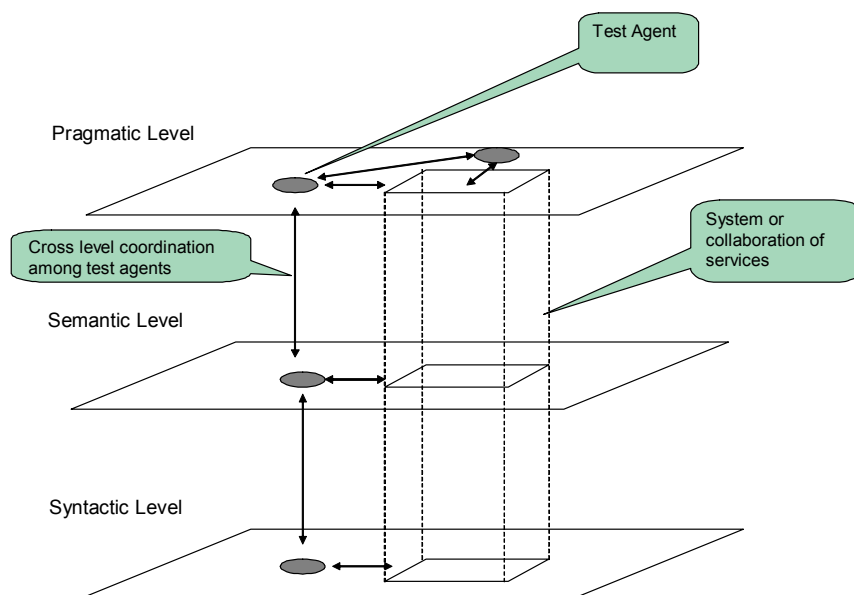 Test Agent
Pragmatic Level
System or
collaboration of
services
Cross level coordination
among test agents
Semantic Level
Syntactic Level